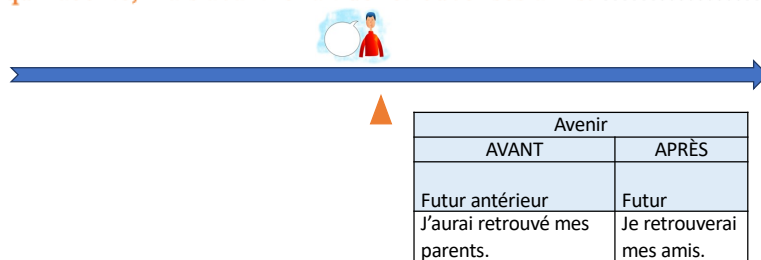 Avenir
AVANT APRÈS
Futur antérieur Futur
J'aurai retrouvé mes Je retrouverai
parents. mes amis.